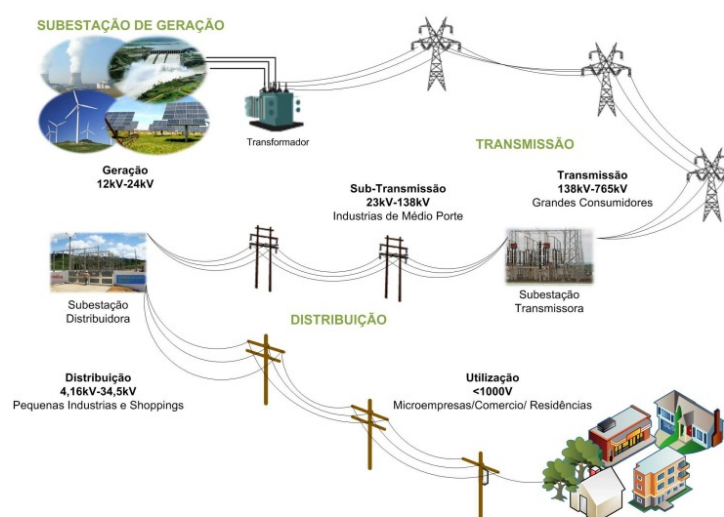 SUBESTAÇÃO DE GERAÇÃO
Transformador
Geração
12kV-24kV
TRANSMISSÃO
Transmissão
138kV-765kV
Grandes Consumidores
Sub-Transmissão
23kV-138kV
Industrias de Médio Porte
Subestação
Transmissora
Subestação
Distribuidora
DISTRIBUIÇÃO
Distribuição
4,16kV-34,5kV
Pequenas Industrias e Shoppings
Utilização
<1000V
Microempresas/Comercio/ Residências